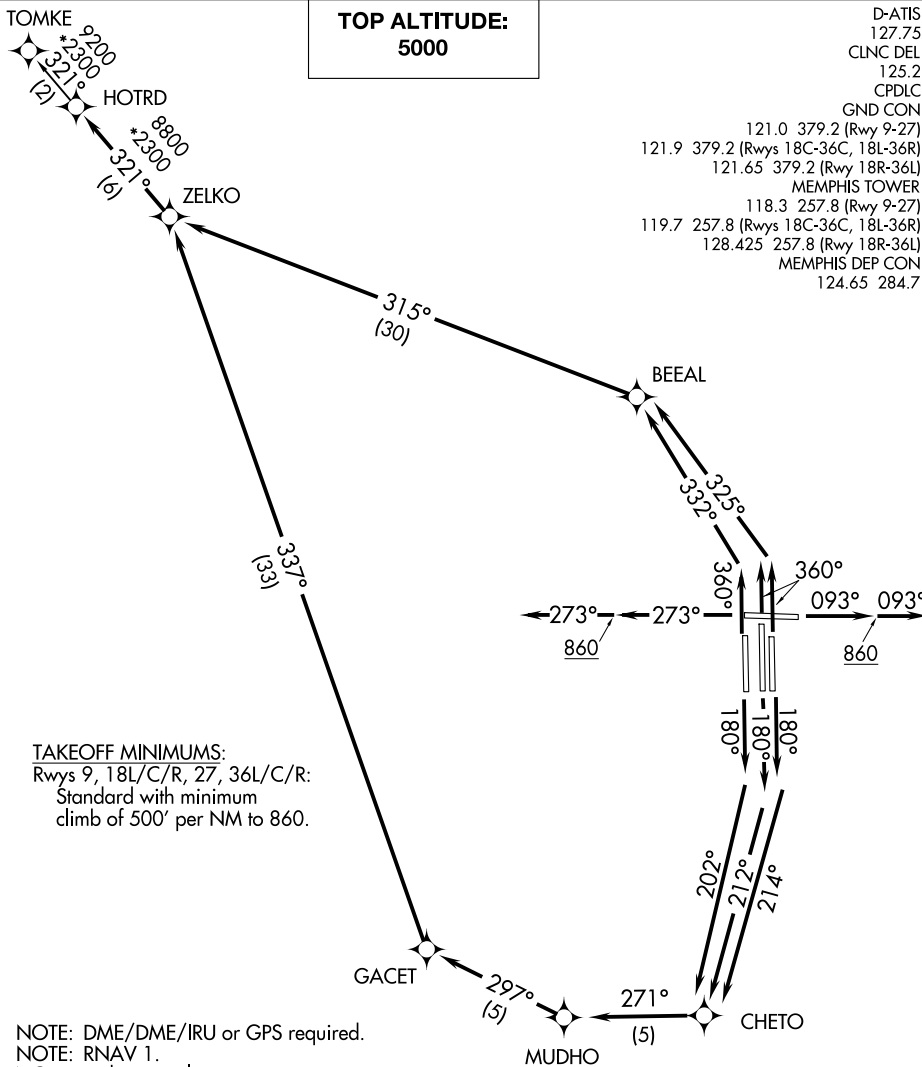 TOMKE
9200
*2300
321°
(2)
HOTRD
8800
*2300
321°
(6)
ZELKO
TOP ALTITUDE:
5000
D-ATIS
127.75
CLNC DEL
125.2
CPDLC
GND CON
121.0 379.2 (Rwy 9-27)
121.9 379.2 (Rwys 18C-36C, 18L-36R)
121.65 379.2 (Rwy 18R-36L)
MEMPHIS TOWER
118.3 257.8 (Rwy 9-27)
119.7 257.8 (Rwys 18C-36C, 18L-36R)
128.425 257.8 (Rwy 18R-36L)
MEMPHIS DEP CON
124.65 284.7
315°
(30)
BEEAL
325°
332°
360°
360°
273°
273°
093°
093°
860
860
337°
(33)
180°
180°
180°
202°
212°
214°
TAKEOFF MINIMUMS:
Rwys 9, 18L/C/R, 27, 36L/C/R:
Standard with minimum
climb of 500' per NM to 860.
GACET
297°
(5)
271°
(5)
CHETO
MUDHO
NOTE: DME/DME/IRU or GPS required.
NOTE: RNAV 1.